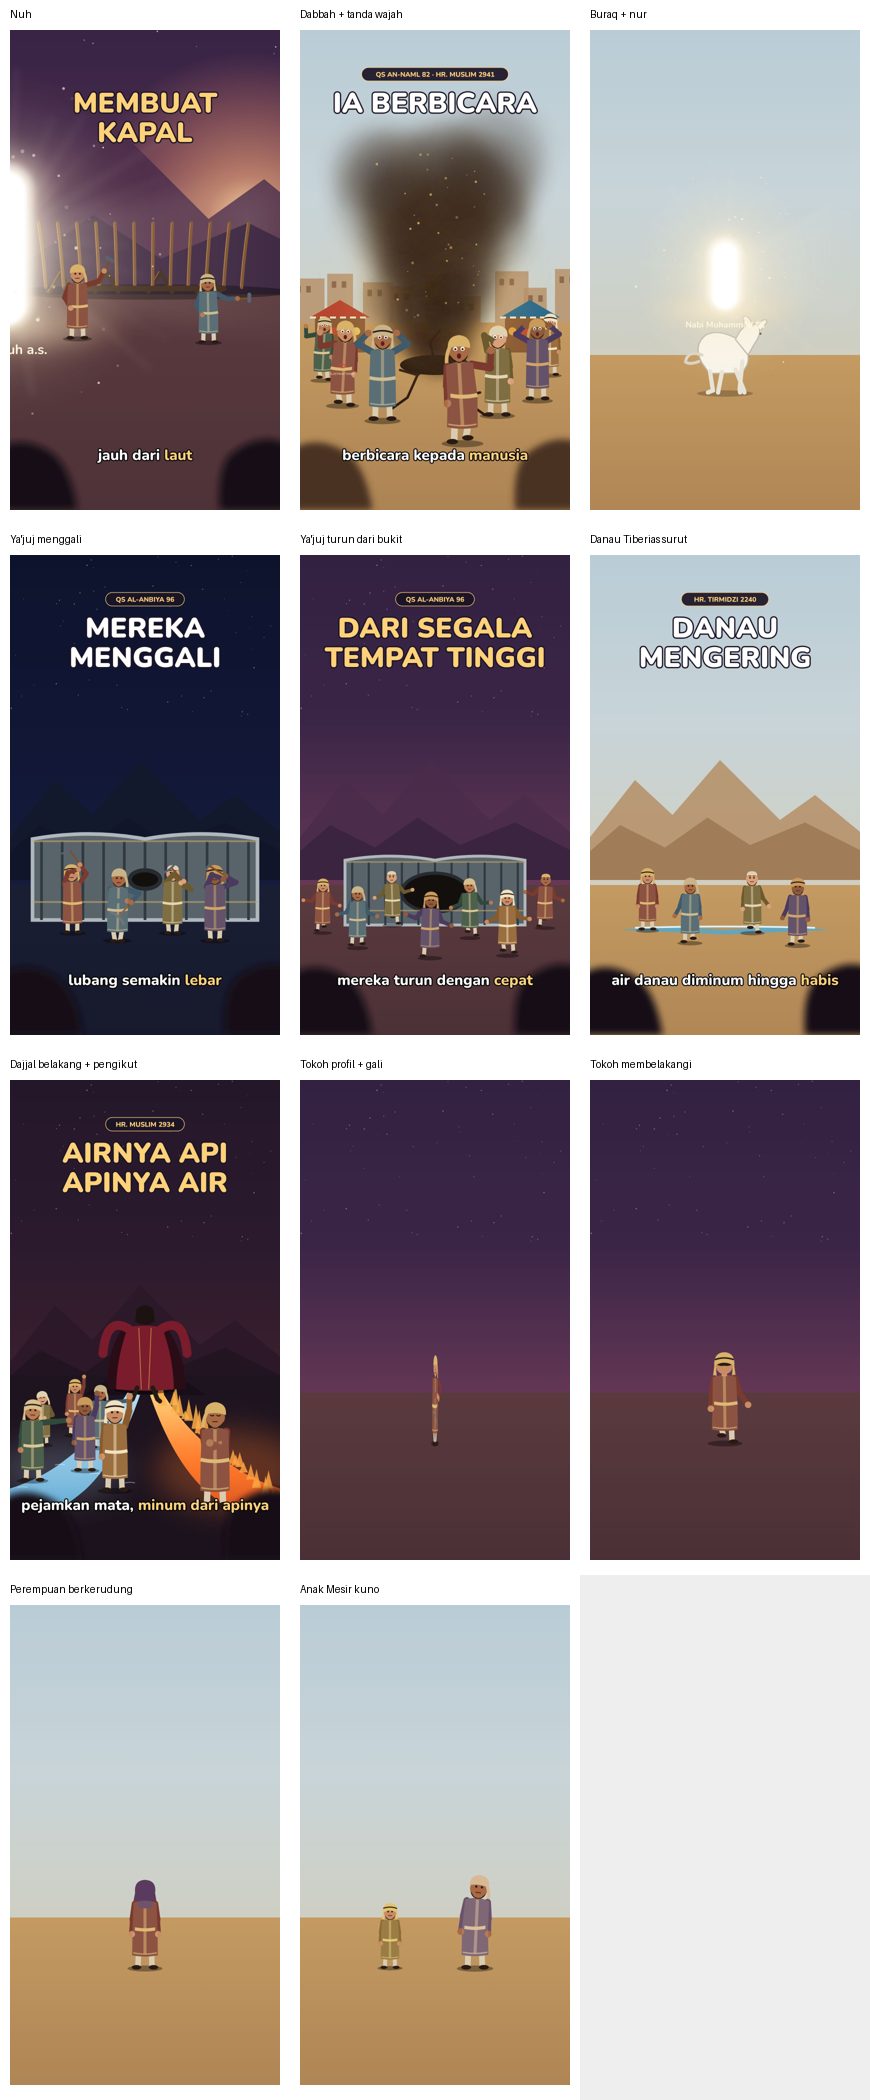 Nuh
MEMBUAT
KAPAL
uh a.s.
jauh dari laut
Dabbah + tanda wajah
QS AN-NAML 82 · HR. MUSLIM 2941
IA BERBICARA
berbicara kepada manusia
Buraq + nur
Nabi
Ya'juj menggali
QS AL-ANBIYA 96
MEREKA
MENGGALI
lubang semakin lebar
Ya'juj turun dari bukit
QS AL-ANBIYA 96
DARI SEGALA
TEMPAT TINGGI
mereka turun dengan cepat
Danau Tiberias surut
HR. TIRMIDZI 2240
DANAU
MENGERING
air danau diminum hingga habis
Dajjal belakang + pengikut
HR. MUSLIM 2934
AIRNYA API
APINYA AIR
pejamkan mata, minum dari apinya
Tokoh profil + gali
Tokoh membelakangi
Perempuan berkerudung
Anak Mesir kuno